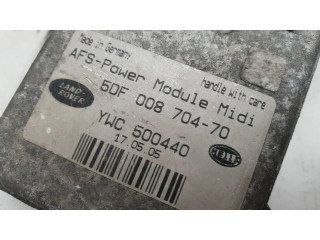 Made in Germany
handle with care
AFS-Power Module Midi
5DF 008 704-70
LAND-
ROVER
YWC 500440
17.05.05
HELLA